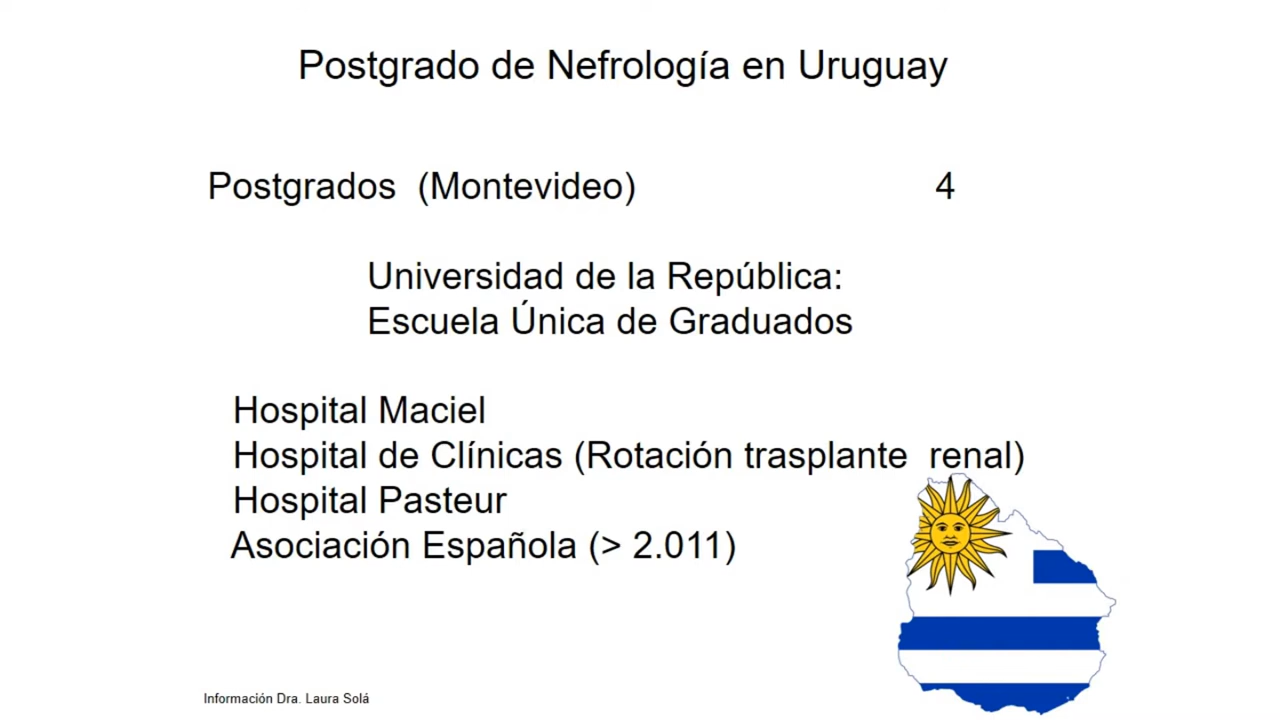 Postgrado de Nefrología en Uruguay
Postgrados (Montevideo) 4
Universidad de la República:
Escuela Única de Graduados
Hospital Maciel
Hospital de Clínicas (Rotación trasplante renal)
Hospital Pasteur
Asociación Española (> 2.011)
Información Dra. Laura Solá